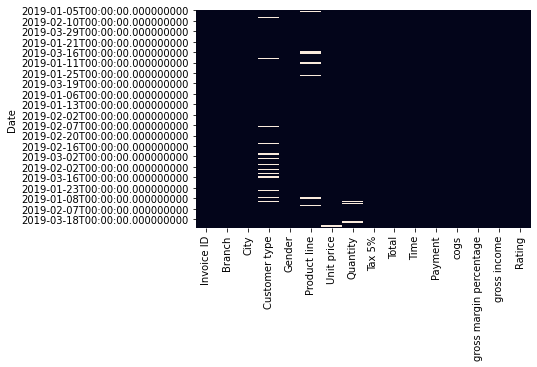 Date
2019-01-05T00:00:00.000000000
2019-02-10T00:00:00.000000000
2019-03-29T00:00:00.000000000
2019-01-21T00:00:00.000000000
2019-03-16T00:00:00.000000000
2019-01-11T00:00:00.000000000
2019-01-25T00:00:00.000000000
2019-03-19T00:00:00.000000000
2019-01-06T00:00:00.000000000
2019-01-13T00:00:00.000000000
2019-02-02T00:00:00.000000000
2019-02-07T00:00:00.000000000
2019-02-20T00:00:00.000000000
2019-02-16T00:00:00.000000000
2019-03-02T00:00:00.000000000
2019-02-02T00:00:00.000000000
2019-03-16T00:00:00.000000000
2019-01-23T00:00:00.000000000
2019-01-08T00:00:00.000000000
2019-02-07T00:00:00.000000000
2019-03-18T00:00:00.000000000
Invoice ID
Branch
City
Customer type
Gender
Product line
Unit price
Quantity
Tax 5%
Total
Time
Payment
cogs
gross margin percentage
gross income
Rating